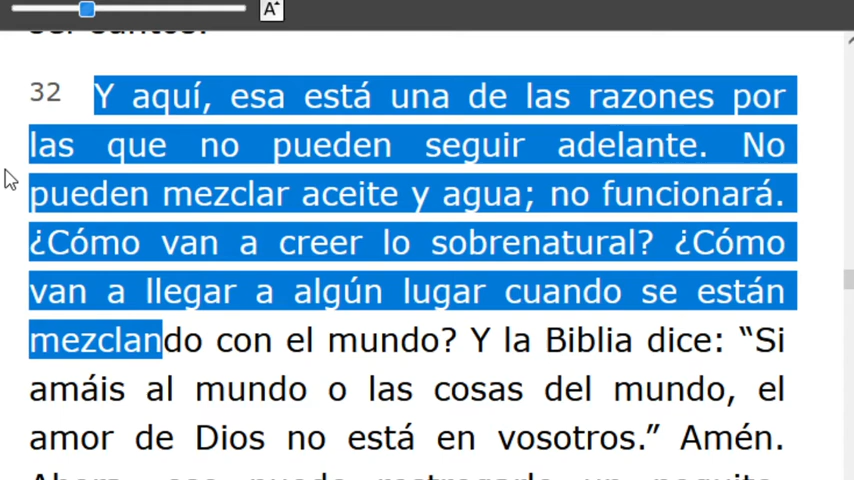 A
32 Y aquí, esa está una de las razones por
las que no pueden seguir adelante. No
pueden mezclar aceite y agua; no funcionará.
¿Cómo van a creer lo sobrenatural? ¿Cómo
van a llegar a algún lugar cuando se están
mezclando con el mundo? Y la Biblia dice: “Si
amáis al mundo o las cosas del mundo, el
amor de Dios no está en vosotros.” Amén.